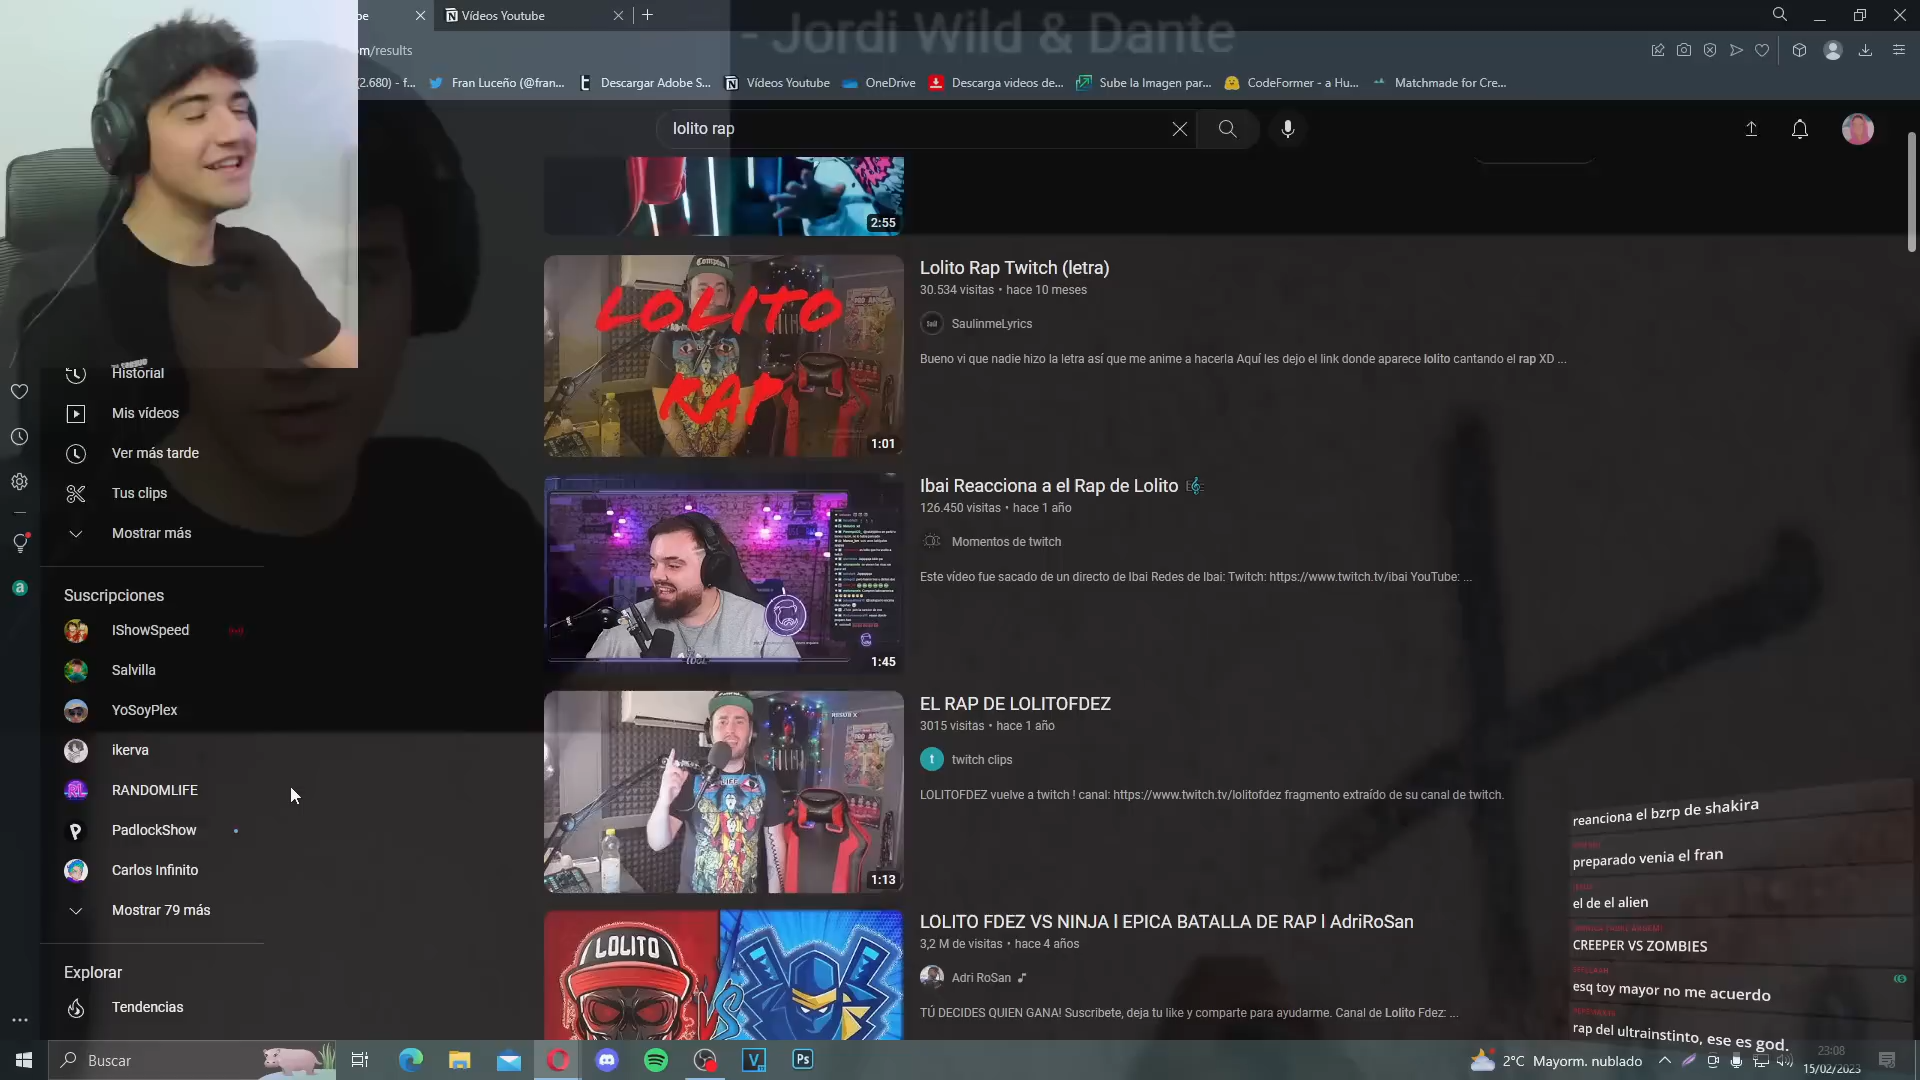 - Jordi Wild & Dante
be
Vídeos Youtube
om/results
(2.680) - f...
Fran Luceño (@fran...
Descargar Adobe S...
Vídeos Youtube
OneDrive
Descarga videos de...
Sube la Imagen par...
CodeFormer - a Hu...
Matchmade for Cre...
lolito rap
2:55
LOLITO
RAP
1:01
Lolito Rap Twitch (letra)
30.534 visitas • hace 10 meses
SaulinmeLyrics
Bueno vi que nadie hizo la letra así que me anime a hacerla Aquí les dejo el link donde aparece lolito cantando el rap XD ...
Historial
Mis vídeos
Ver más tarde
Tus clips
Mostrar más
1:45
Ibai Reacciona a el Rap de Lolito
126.450 visitas • hace 1 año
Momentos de twitch
Este vídeo fue sacado de un directo de Ibai Redes de Ibai: Twitch: https://www.twitch.tv/ibai YouTube: ...
Suscripciones
IShowSpeed
Salvilla
YoSoyPlex
ikerva
RANDOMLIFE
PadlockShow
Carlos Infinito
Mostrar 79 más
1:13
EL RAP DE LOLITOFDEZ
3015 visitas • hace 1 año
t
twitch clips
LOLITOFDEZ vuelve a twitch ! canal: https://www.twitch.tv/lolitofdez fragmento extraído de su canal de twitch.
LOLITO
VS
LOLITO FDEZ VS NINJA l EPICA BATALLA DE RAP l AdriRoSan
3,2 M de visitas • hace 4 años
Adri RoSan
TÚ DECIDES QUIEN GANA! Suscribete, deja tu like y comparte para ayudarme. Canal de Lolito Fdez: ...
Explorar
Tendencias
reanciona el bzrp de shakira
preparado venia el fran
el de el alien
CREEPER VS ZOMBIES
esq toy mayor no me acuerdo
rap del ultrainstinto, ese es god.
Buscar
V
Ps
2°C Mayorm. nublado
23:08
15/02/2023